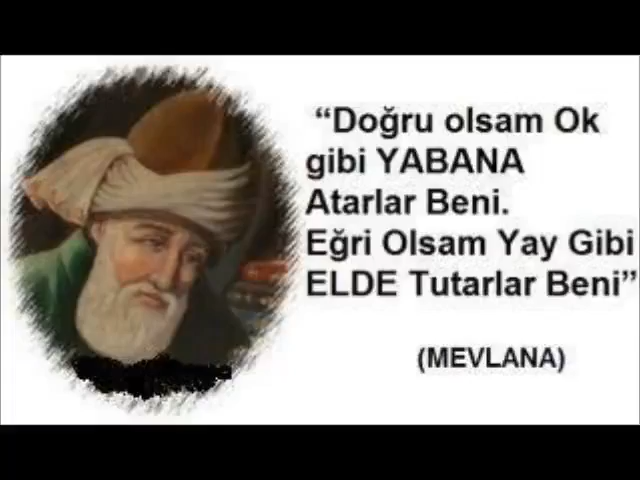 “Doğru olsam Ok
gibi YABANA
Atarlar Beni.
Eğri Olsam Yay Gibi
ELDE Tutarlar Beni”
(MEVLANA)